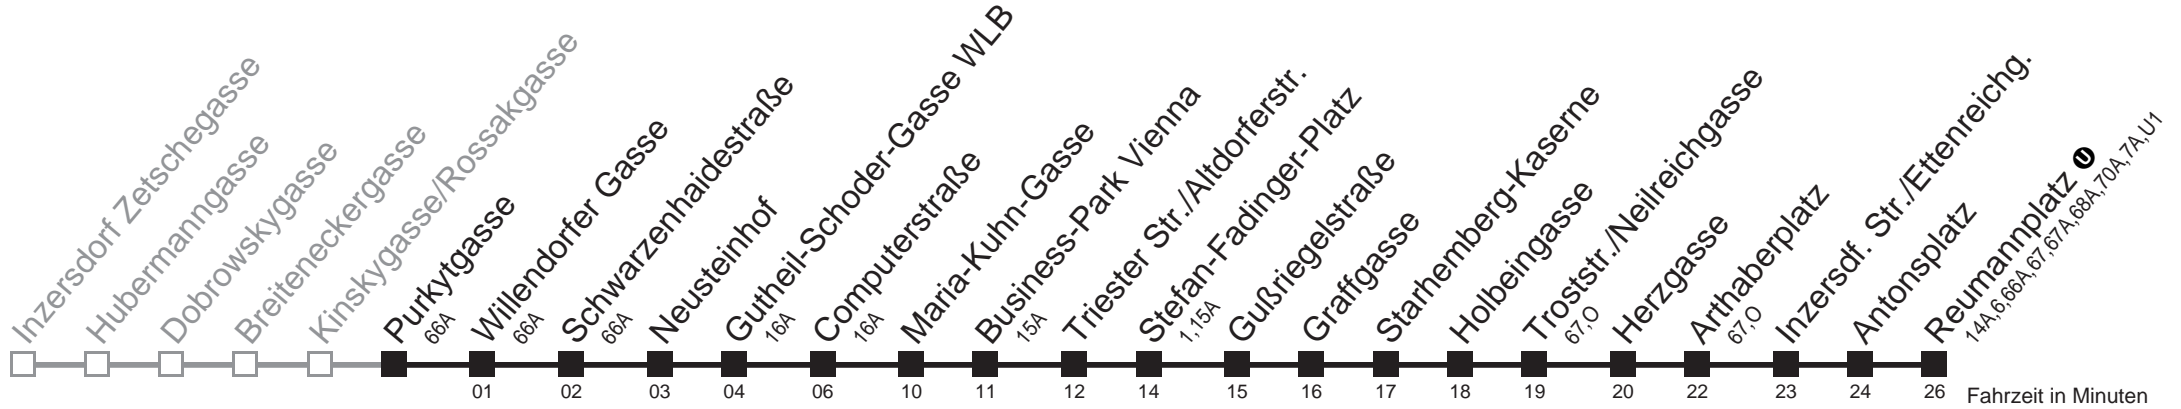 Inzersdorf Zetschegasse
Hubermanngasse
Dobrowskygasse
Breiteneckergasse
Kinskygasse/Rossakgasse
Purkytgasse
66A
Willendorfer Gasse
66A
Schwarzenhaidestraße
66A
Neusteinhof
Gutheil-Schoder-Gasse WLB
16A
Computerstraße
16A
Maria-Kuhn-Gasse
Business-Park Vienna
15A
Triester Str./Altdorferstr.
Stefan-Fadinger-Platz
1,15A
Gußriegelstraße
Graffgasse
Starhemberg-Kaserne
Holbeingasse
Troststr./Neilreichgasse
67,O
Herzgasse
Arthaberplatz
67,O
Inzersdf. Str./Ettenreichg.
Antonsplatz
Reumannplatz U
14A,6,66A,67,67A,68A,70A,7A,U1
01 02 03 04 06 10 11 12 14 15 16 17 18 19 20 22 23 24 26 Fahrzeit in Minuten